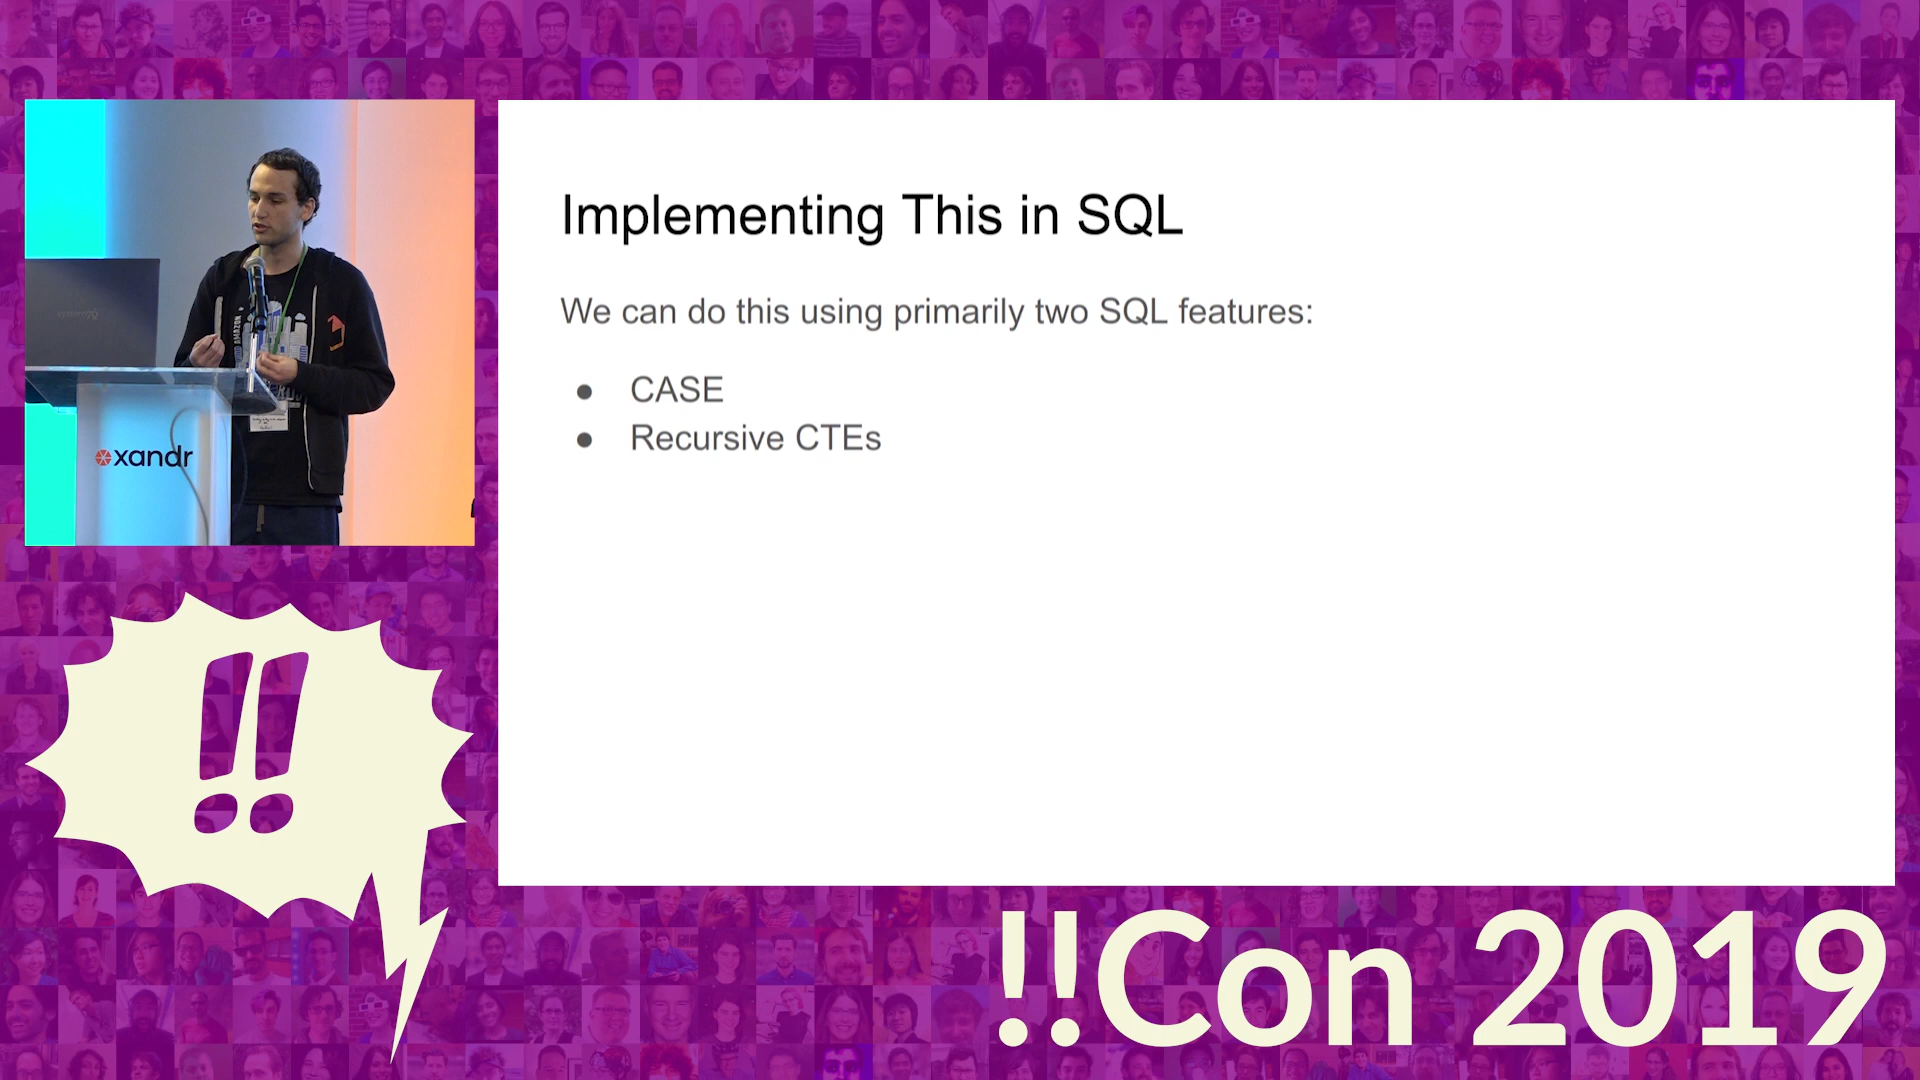 Implementing This in SQL
We can do this using primarily two SQL features:
● CASE
● Recursive CTEs
AMAZON
xandr
!!
!!Con 2019